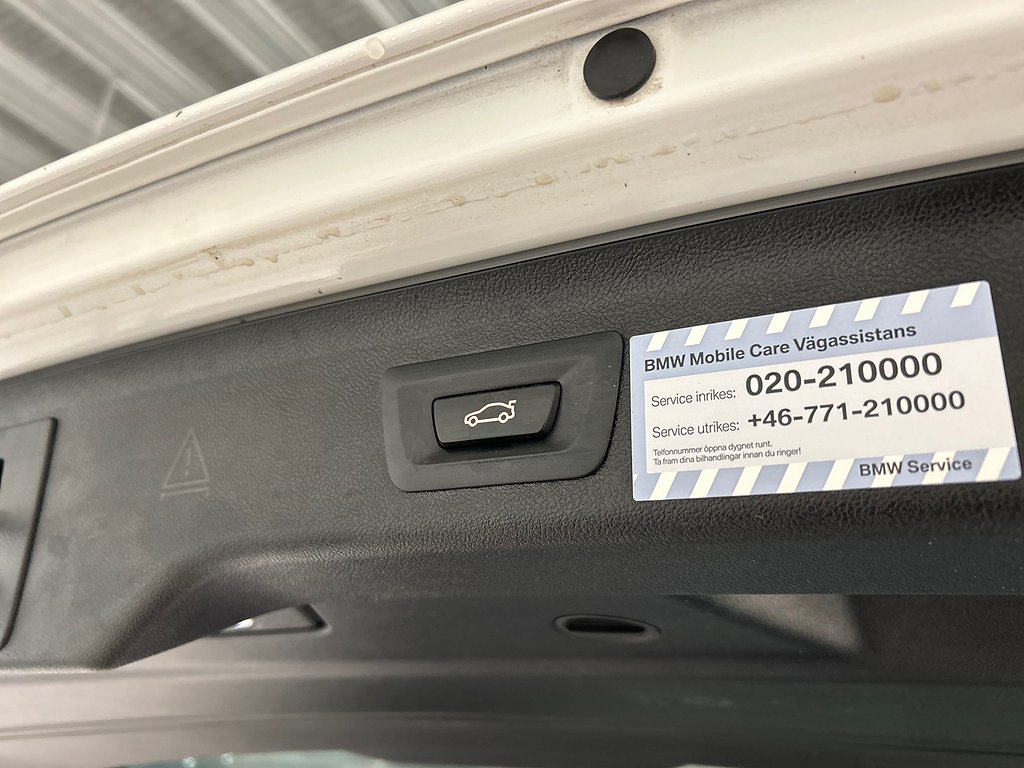 BMW Mobile Care Vägassistans
Service inrikes: 020-210000
Service utrikes: +46-771-210000
Telfonnummer öppna dygnet runt.
Ta fram dina bilhandlingar innan du ringer!
BMW Service